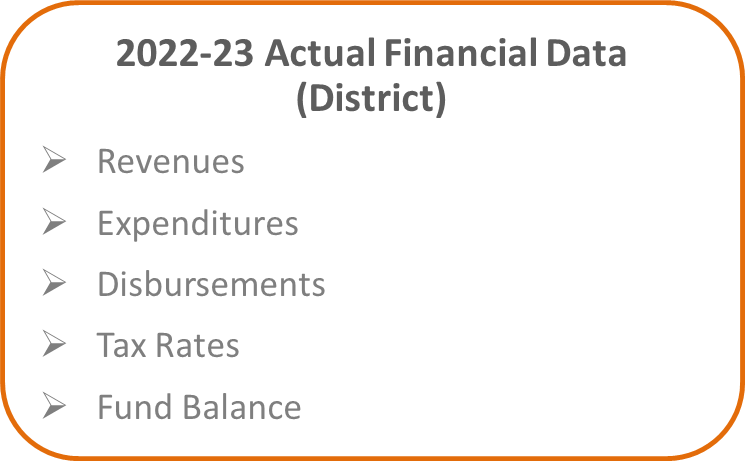 2022-23 Actual Financial Data
(District)
➢ Revenues
➢ Expenditures
➢ Disbursements
➢ Tax Rates
➢ Fund Balance